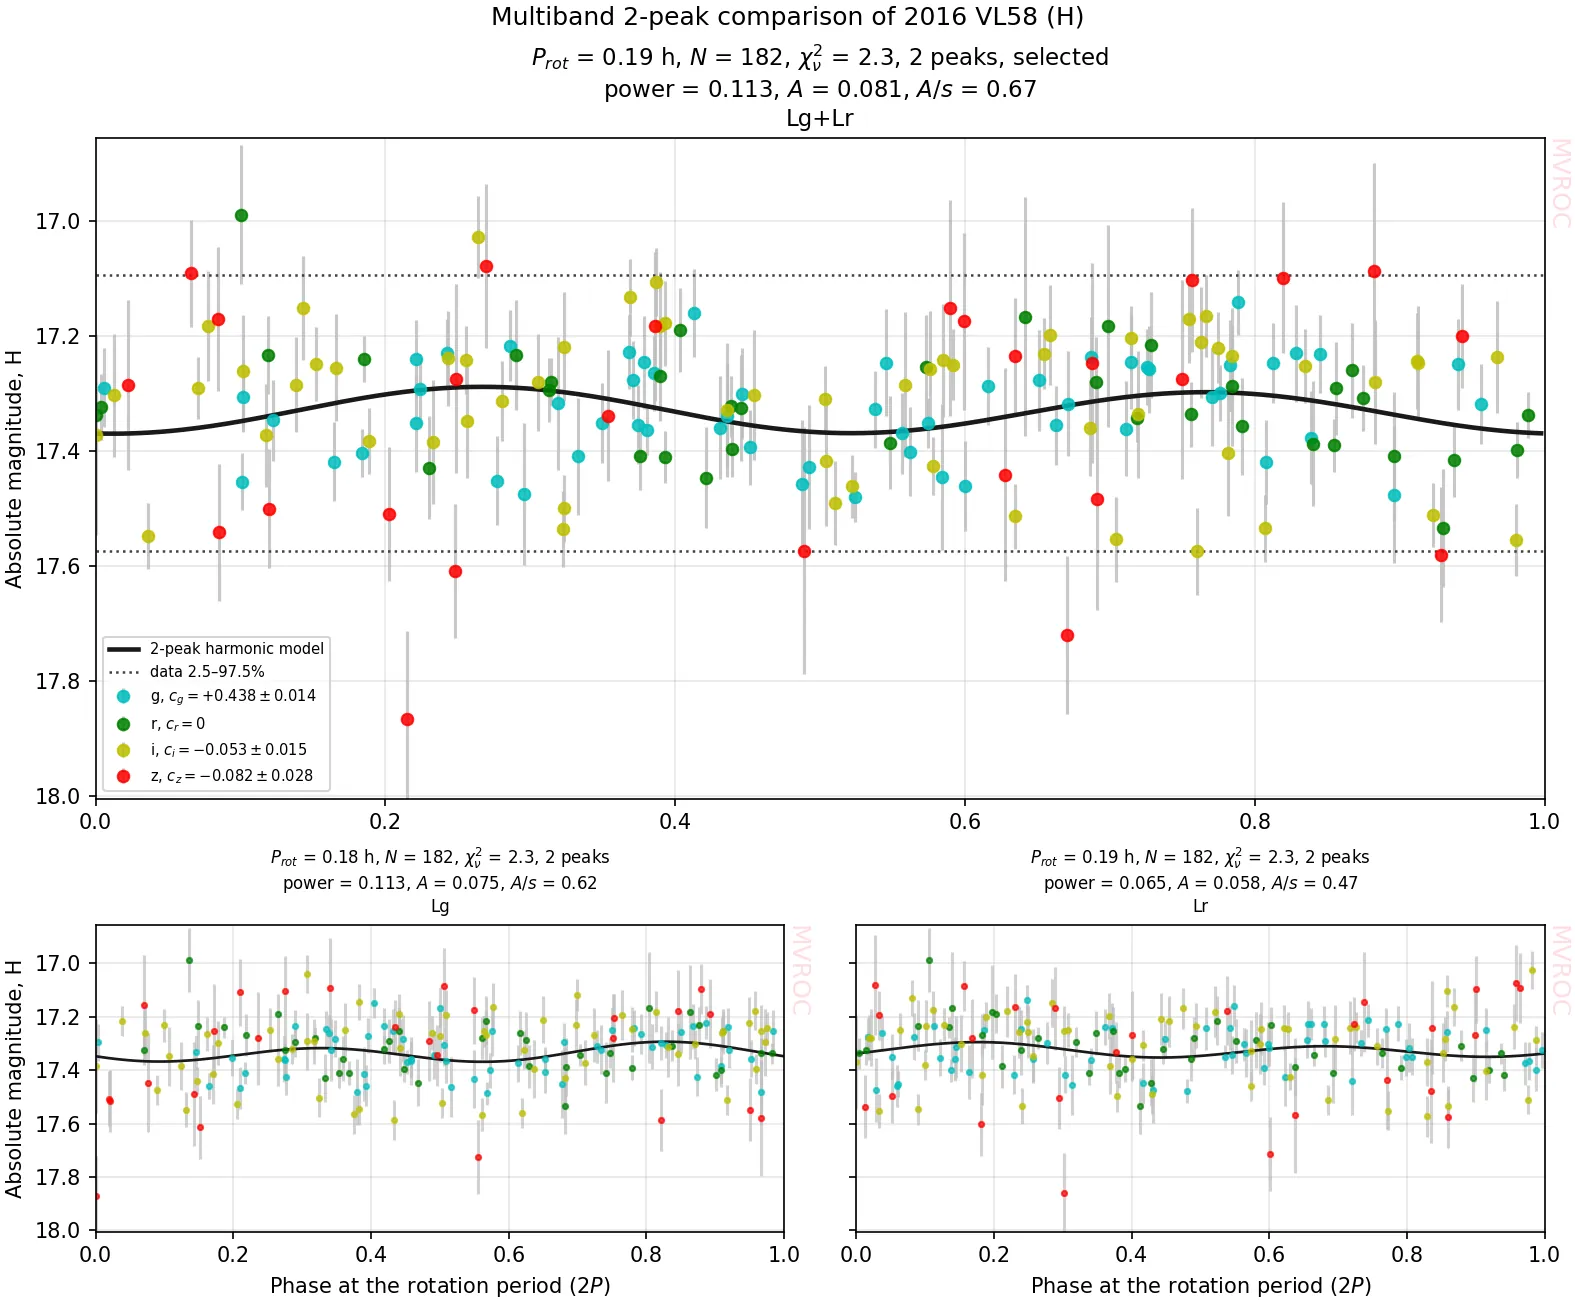 Multiband 2-peak comparison of 2016 VL58 (H)
P_rot = 0.19 h, N = 182, χ²_ν = 2.3, 2 peaks, selected
power = 0.113, A = 0.081, A/s = 0.67
Lg+Lr
MVROC
Absolute magnitude, H
17.0
17.2
17.4
17.6
17.8
18.0
2-peak harmonic model
data 2.5–97.5%
g, c_g = +0.438 ± 0.014
r, c_r = 0
i, c_i = −0.053 ± 0.015
z, c_z = −0.082 ± 0.028
0.0 0.2 0.4 0.6 0.8 1.0
P_rot = 0.18 h, N = 182, χ²_ν = 2.3, 2 peaks
power = 0.113, A = 0.075, A/s = 0.62
Lg
MVROC
Absolute magnitude, H
17.0
17.2
17.4
17.6
17.8
18.0
0.0 0.2 0.4 0.6 0.8 1.0
Phase at the rotation period (2P)
P_rot = 0.19 h, N = 182, χ²_ν = 2.3, 2 peaks
power = 0.065, A = 0.058, A/s = 0.47
Lr
MVROC
0.0 0.2 0.4 0.6 0.8 1.0
Phase at the rotation period (2P)